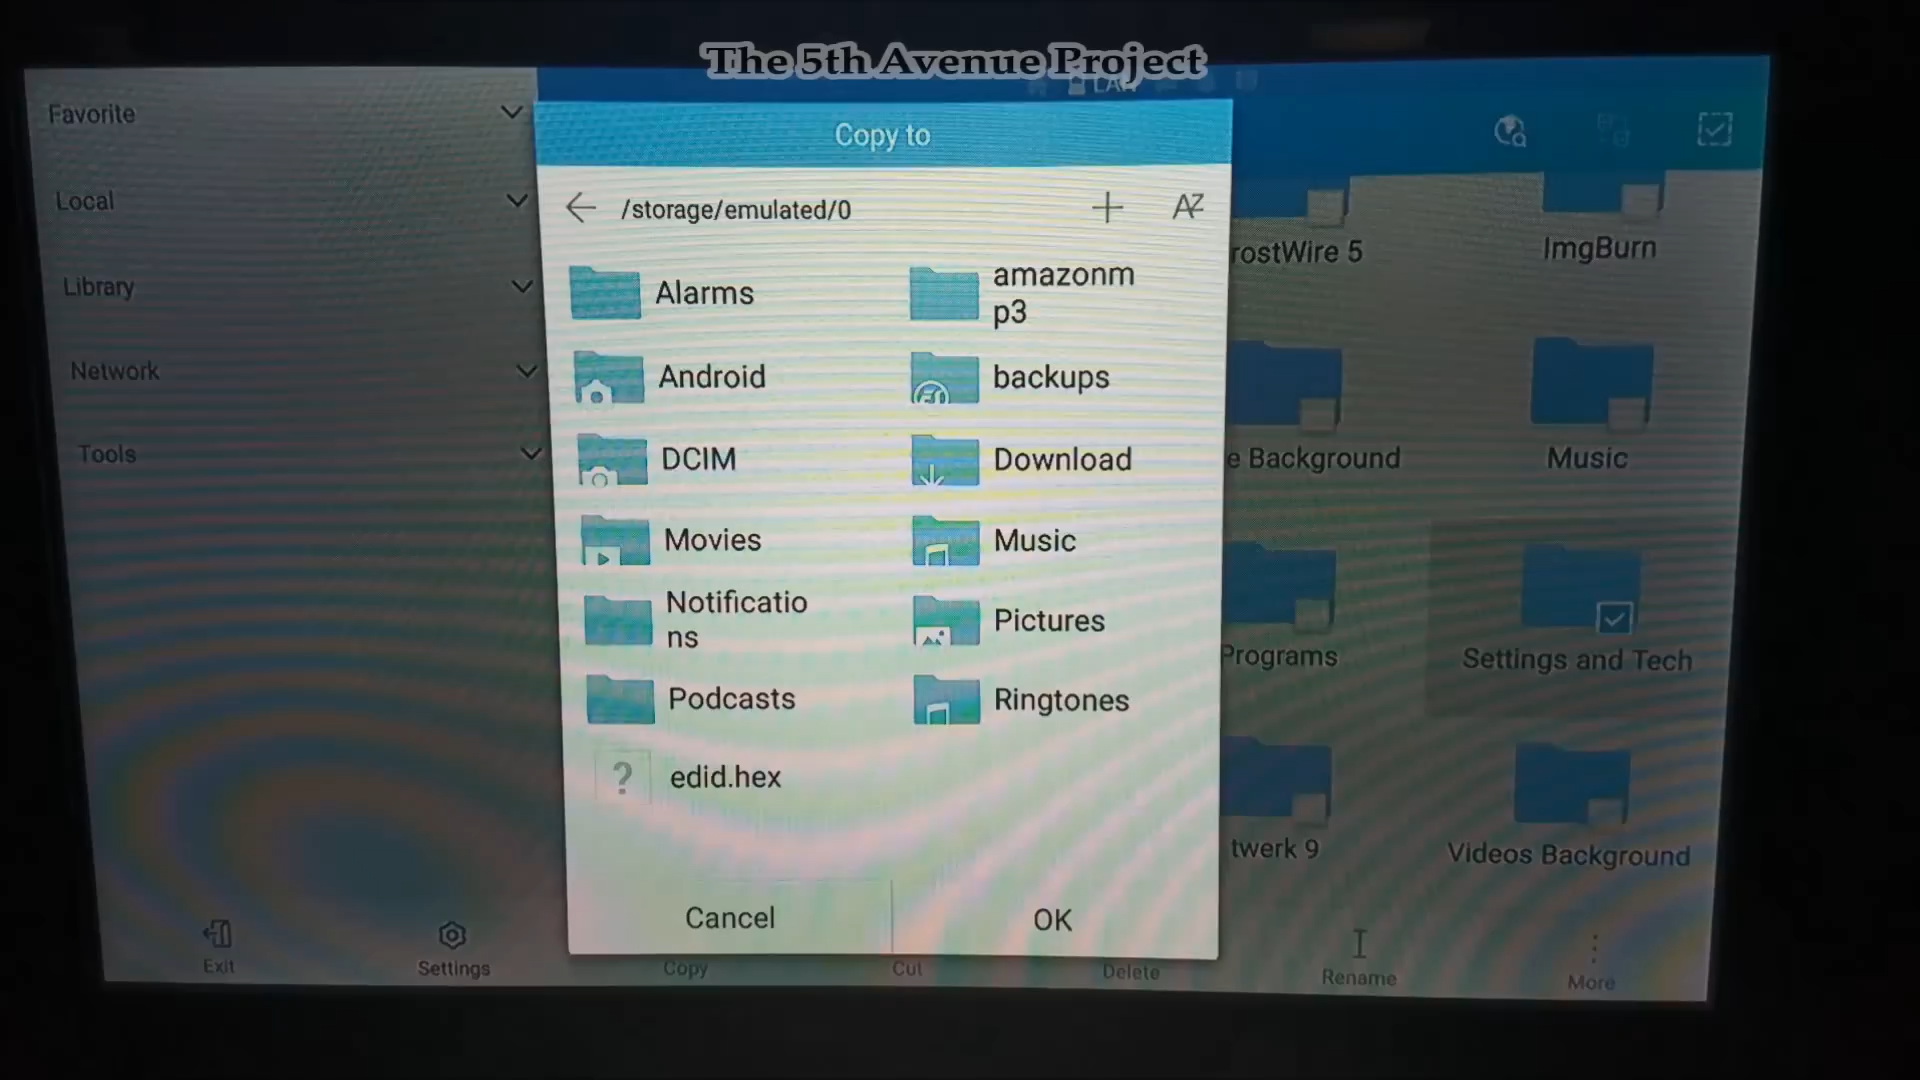 The 5th Avenue Project
LAN
Favorite
Local
Library
Network
Tools
Exit
Settings
Copy to
/storage/emulated/0
AZ
Alarms
amazonm
p3
Android
backups
DCIM
Download
Movies
Music
Notificatio
ns
Pictures
Podcasts
Ringtones
?
edid.hex
Cancel
OK
rostWire 5
ImgBurn
e Background
Music
Programs
Settings and Tech
twerk 9
Videos Background
Copy
Cut
Delete
Rename
More